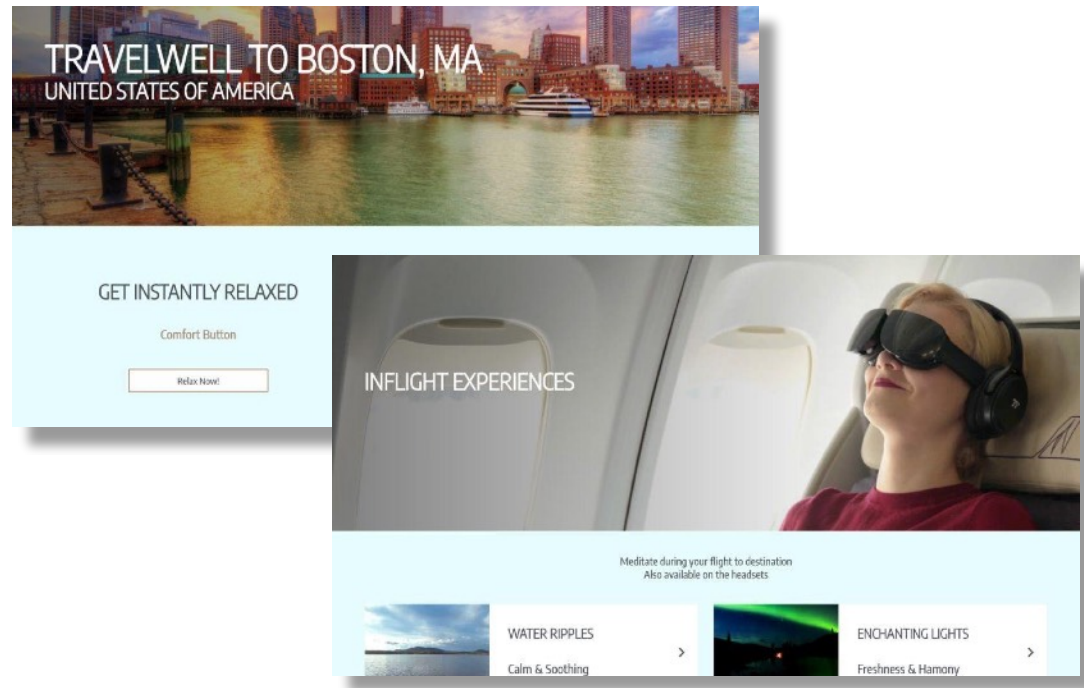 TRAVELWELL TO BOSTON, MA
UNITED STATES OF AMERICA
GET INSTANTLY RELAXED
Comfort Button
Relax Now!
INFLIGHT EXPERIENCES
Meditate during your flight to destination
Also available on the headsets
WATER RIPPLES
Calm & Soothing
ENCHANTING LIGHTS
Freshness & Hamony